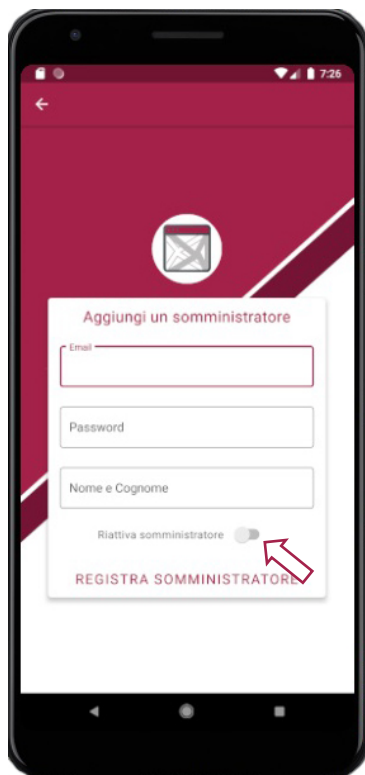 7:26
Aggiungi un somministratore
Email
Password
Nome e Cognome
Riattiva somministratore
REGISTRA SOMMINISTRATORE